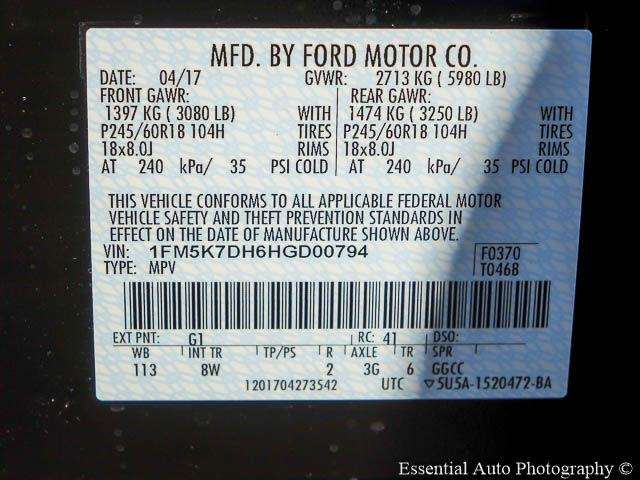 MFD. BY FORD MOTOR CO.
DATE: 04/17 GVWR: 2713 KG ( 5980 LB)
FRONT GAWR: REAR GAWR:
1397 KG ( 3080 LB) WITH 1474 KG ( 3250 LB) WITH
P245/60R18 104H TIRES P245/60R18 104H TIRES
18x8.0J RIMS 18x8.0J RIMS
AT 240 kPa/ 35 PSI COLD AT 240 kPa/ 35 PSI COLD
THIS VEHICLE CONFORMS TO ALL APPLICABLE FEDERAL MOTOR
VEHICLE SAFETY AND THEFT PREVENTION STANDARDS IN
EFFECT ON THE DATE OF MANUFACTURE SHOWN ABOVE.
VIN: 1FM5K7DH6HGD00794 F0370
TYPE: MPV T0468
EXT PNT: G1 RC: 41 DSO:
WB INT TR TP/PS R AXLE TR SPR
113 8W 2 3G 6 GGCC
1201704273542 UTC ▽5U5A-1520472-BA
Essential Auto Photography ©